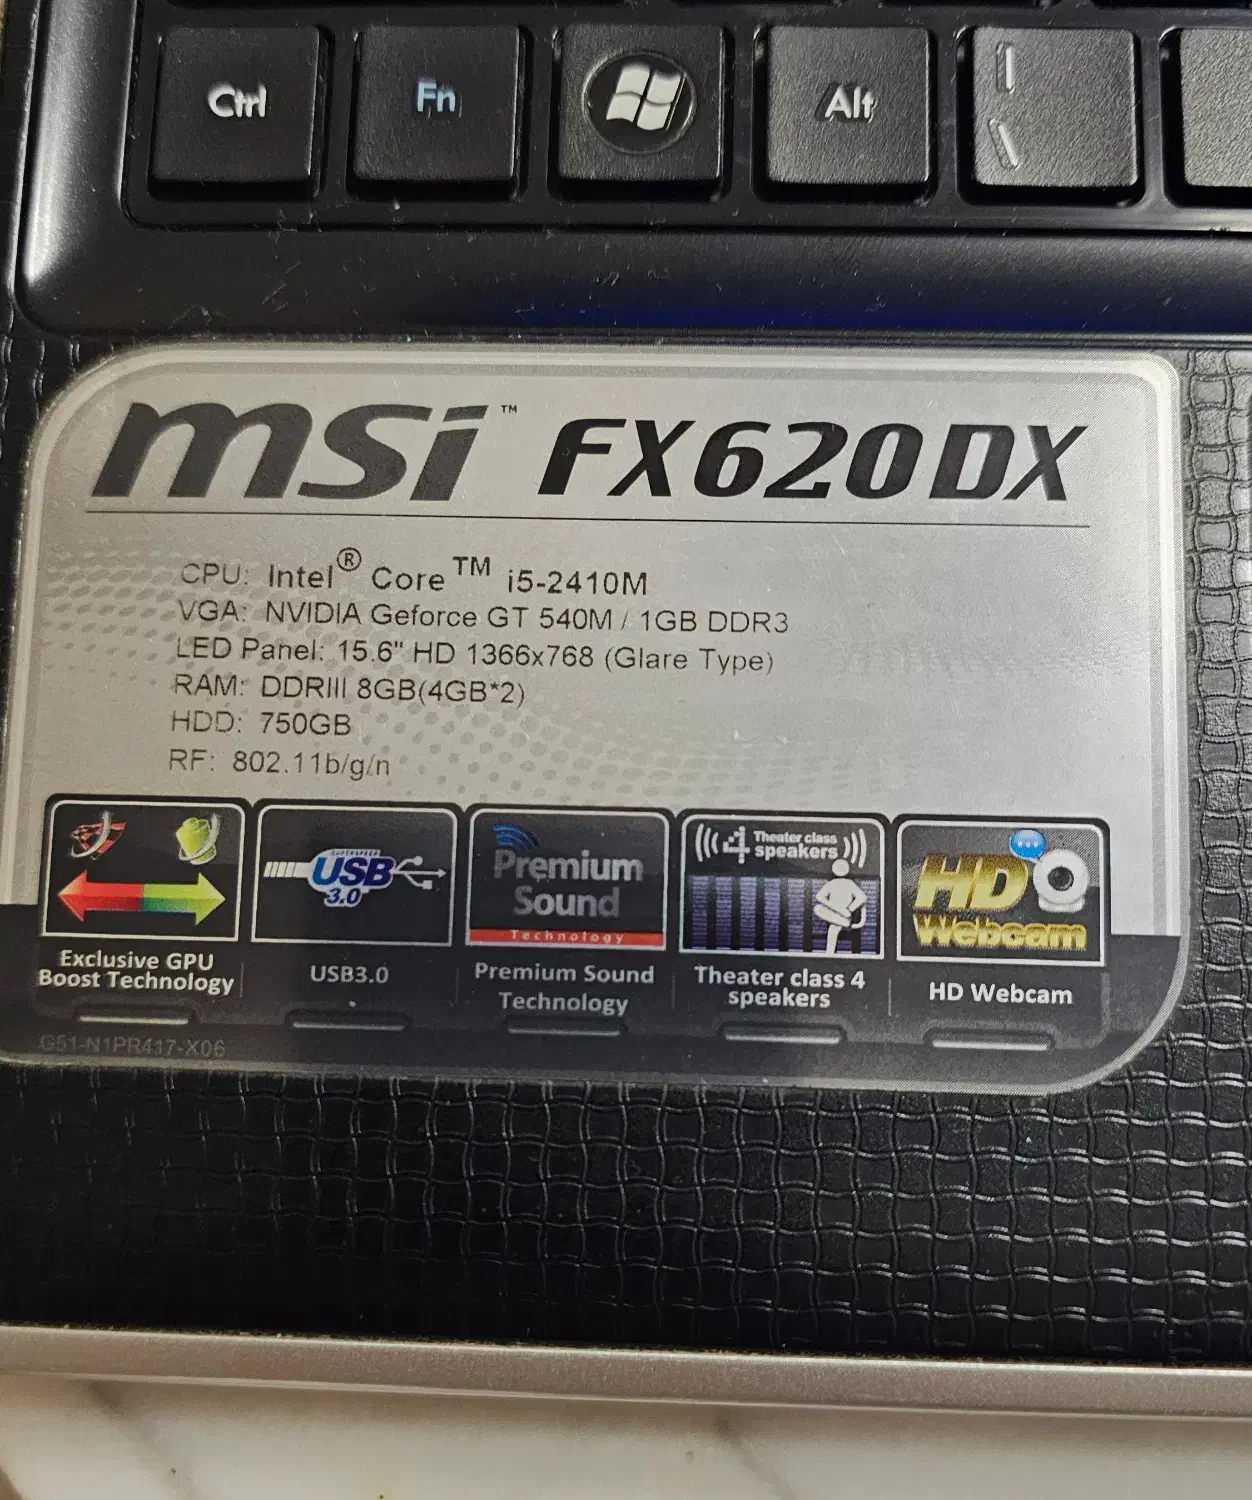 Ctrl Fn Alt | \
msi™ FX620DX
CPU: Intel® Core™ i5-2410M
VGA: NVIDIA Geforce GT 540M / 1GB DDR3
LED Panel: 15.6" HD 1366x768 (Glare Type)
RAM: DDRIII 8GB(4GB*2)
HDD: 750GB
RF: 802.11b/g/n
SUPERSPEED
USB
3.0
Premium
Sound
Technology
4 Theater class
speakers
HD
Webcam
Exclusive GPU
Boost Technology
USB3.0
Premium Sound
Technology
Theater class 4
speakers
HD Webcam
G51-N1PR417-X06